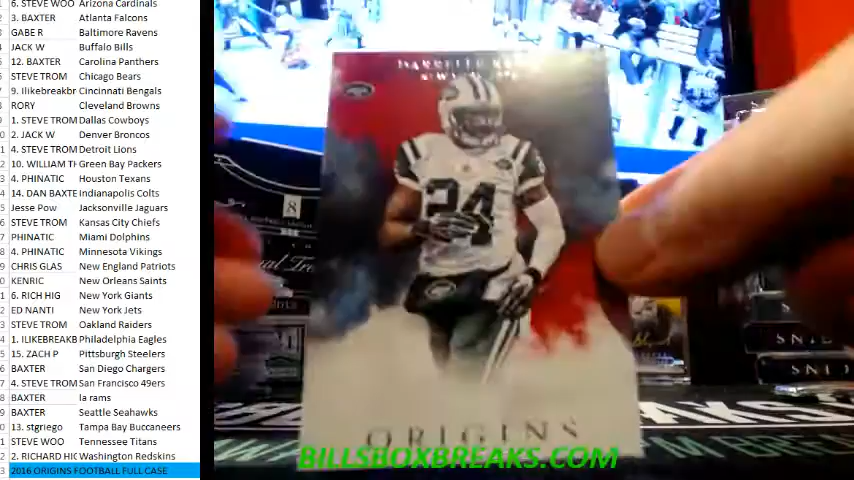 6. STEVE WOO Arizona Cardinals
3. BAXTER Atlanta Falcons
GABE R Baltimore Ravens
JACK W Buffalo Bills
12. BAXTER Carolina Panthers
STEVE TROM Chicago Bears
9. Ilikebreakbr Cincinnati Bengals
RORY Cleveland Browns
1. STEVE TROM Dallas Cowboys
2. JACK W Denver Broncos
4. STEVE TROM Detroit Lions
10. WILLIAM TH Green Bay Packers
4. PHINATIC Houston Texans
14. DAN BAXTE Indianapolis Colts
Jesse Pow Jacksonville Jaguars
STEVE TROM Kansas City Chiefs
PHINATIC Miami Dolphins
4. PHINATIC Minnesota Vikings
CHRIS GLAS New England Patriots
KENRIC New Orleans Saints
6. RICH HIG New York Giants
ED NANTI New York Jets
STEVE TROM Oakland Raiders
1. ILIKEBREAKB Philadelphia Eagles
15. ZACH P Pittsburgh Steelers
BAXTER San Diego Chargers
4. STEVE TROM San Francisco 49ers
BAXTER la rams
BAXTER Seattle Seahawks
13. stgriego Tampa Bay Buccaneers
STEVE WOO Tennessee Titans
2. RICHARD HIG Washington Redskins
2016 ORIGINS FOOTBALL FULL CASE
8
24
ORIGINS
BILLSBOXBREAKS.COM